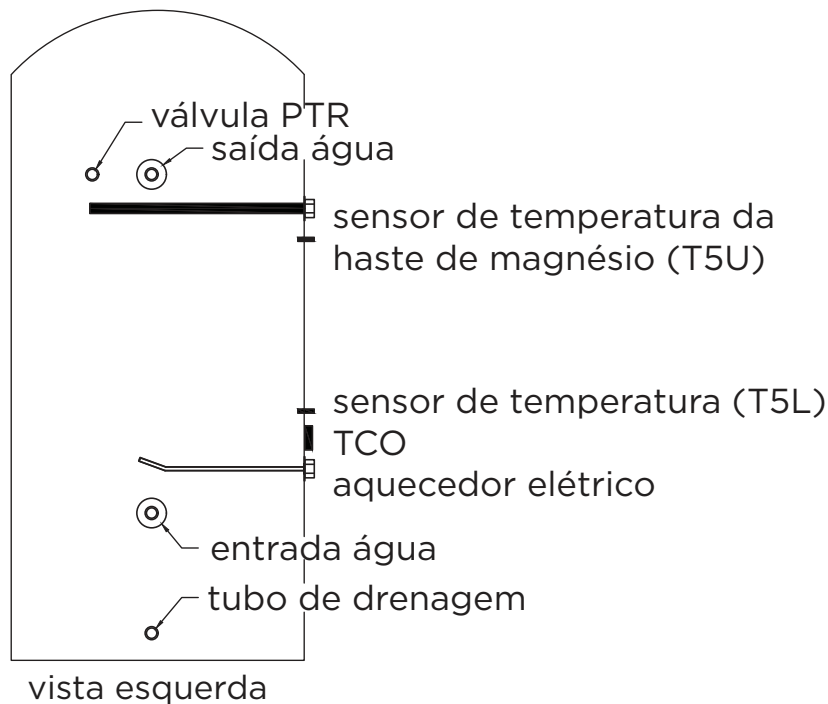 válvula PTR
saída água
sensor de temperatura da
haste de magnésio (T5U)
sensor de temperatura (T5L)
TCO
aquecedor elétrico
entrada água
tubo de drenagem
vista esquerda